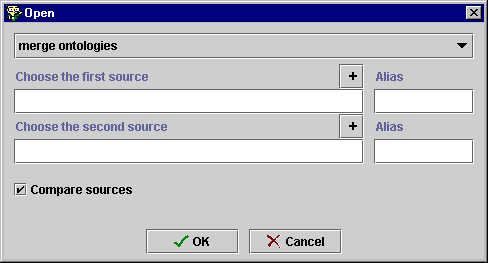 Open
merge ontologies
Choose the first source + Alias
Choose the second source + Alias
Compare sources
OK Cancel